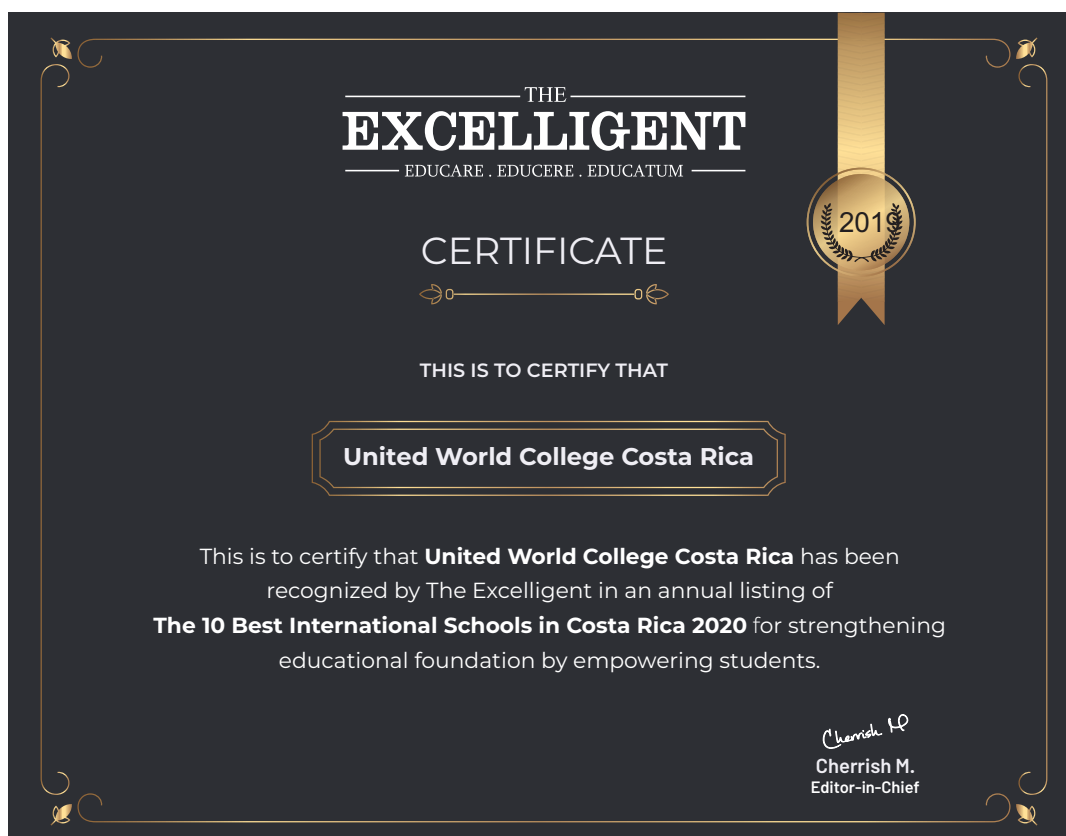 THE
EXCELLIGENT
EDUCARE . EDUCERE . EDUCATUM
2019
CERTIFICATE
THIS IS TO CERTIFY THAT
United World College Costa Rica
This is to certify that United World College Costa Rica has been
recognized by The Excelligent in an annual listing of
The 10 Best International Schools in Costa Rica 2020 for strengthening
educational foundation by empowering students.
Cherrish M
Cherrish M.
Editor-in-Chief